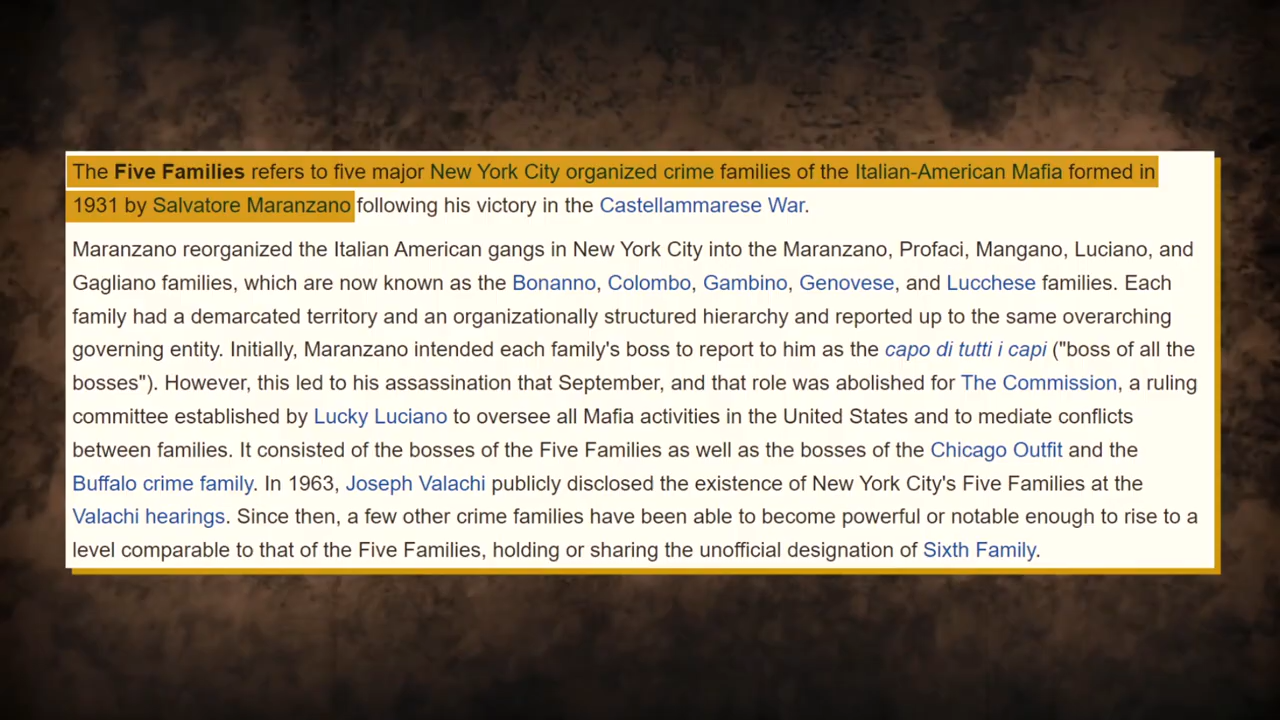 The Five Families refers to five major New York City organized crime families of the Italian-American Mafia formed in
1931 by Salvatore Maranzano following his victory in the Castellammarese War.
Maranzano reorganized the Italian American gangs in New York City into the Maranzano, Profaci, Mangano, Luciano, and
Gagliano families, which are now known as the Bonanno, Colombo, Gambino, Genovese, and Lucchese families. Each
family had a demarcated territory and an organizationally structured hierarchy and reported up to the same overarching
governing entity. Initially, Maranzano intended each family's boss to report to him as the capo di tutti i capi ("boss of all the
bosses"). However, this led to his assassination that September, and that role was abolished for The Commission, a ruling
committee established by Lucky Luciano to oversee all Mafia activities in the United States and to mediate conflicts
between families. It consisted of the bosses of the Five Families as well as the bosses of the Chicago Outfit and the
Buffalo crime family. In 1963, Joseph Valachi publicly disclosed the existence of New York City's Five Families at the
Valachi hearings. Since then, a few other crime families have been able to become powerful or notable enough to rise to a
level comparable to that of the Five Families, holding or sharing the unofficial designation of Sixth Family.